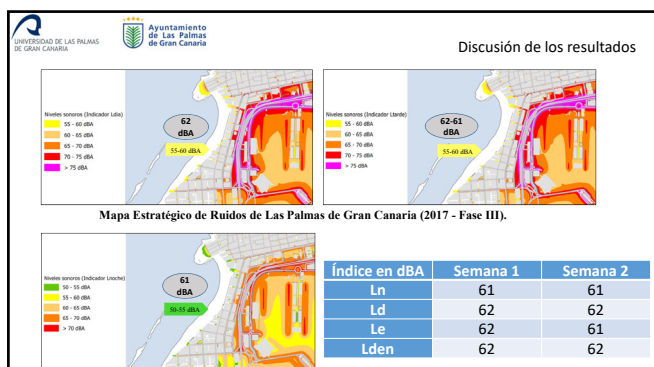 UNIVERSIDAD DE LAS PALMAS
DE GRAN CANARIA
Ayuntamiento
de Las Palmas
de Gran Canaria
Discusión de los resultados
Niveles sonoros (Indicador Ldia)
55 - 60 dBA
60 - 65 dBA
65 - 70 dBA
70 - 75 dBA
> 75 dBA
62
dBA
55-60 dBA
Niveles sonoros (Indicador Ltarde)
55 - 60 dBA
60 - 65 dBA
65 - 70 dBA
70 - 75 dBA
> 75 dBA
62-61
dBA
55-60 dBA
Mapa Estratégico de Ruidos de Las Palmas de Gran Canaria (2017 - Fase III).
Niveles sonoros (Indicador Lnoche)
50 - 55 dBA
55 - 60 dBA
60 - 65 dBA
65 - 70 dBA
> 70 dBA
61
dBA
50-55 dBA
Índice en dBA Semana 1 Semana 2
Ln 61 61
Ld 62 62
Le 62 61
Lden 62 62